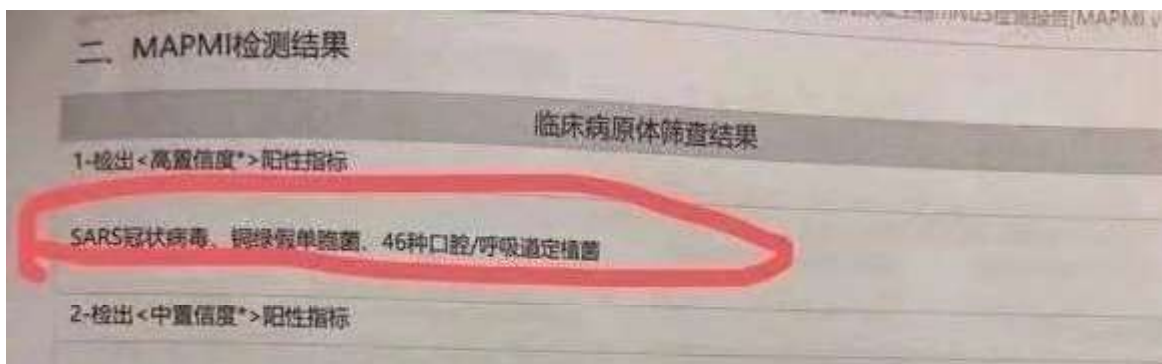 二、MAPMI检测结果
临床病原体筛查结果
1-检出<高置信度*>阳性指标
SARS冠状病毒、铜绿假单胞菌、46种口腔/呼吸道定植菌
2-检出<中置信度*>阳性指标